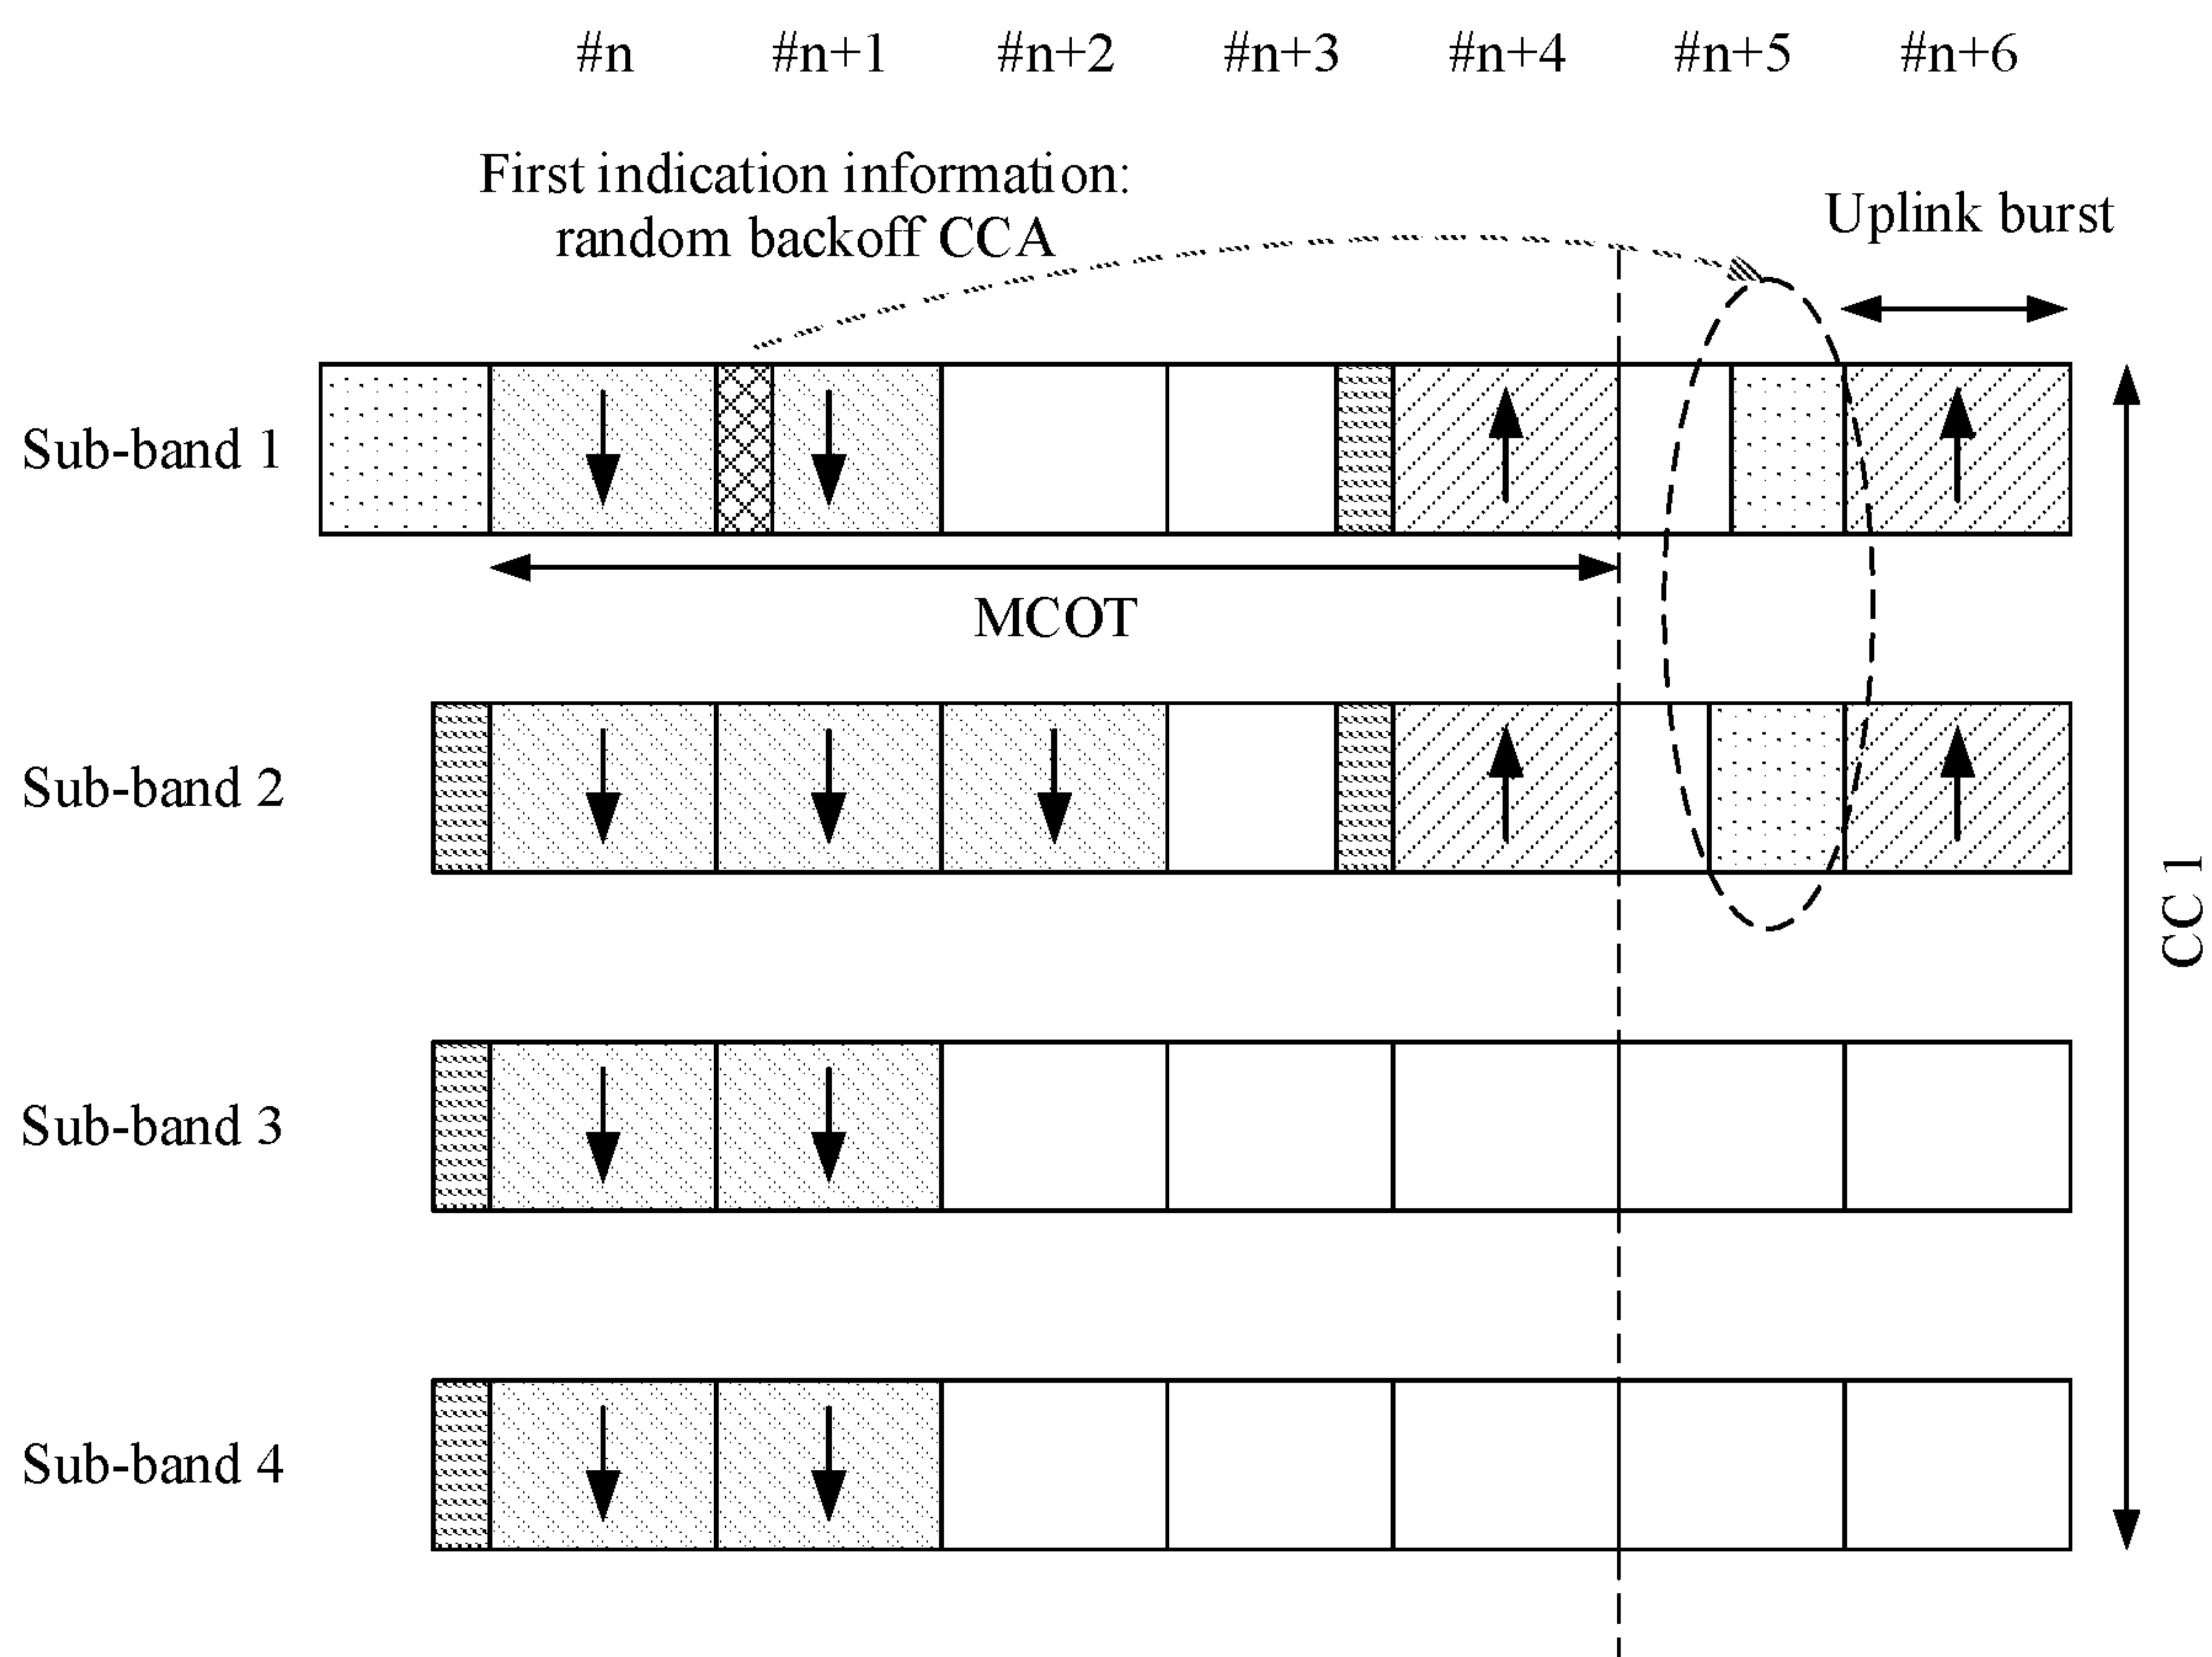 #n #n+1 #n+2 #n+3 #n+4 #n+5 #n+6
First indication information:
random backoff CCA
Uplink burst
Sub-band 1
MCOT
Sub-band 2
CC 1
Sub-band 3
Sub-band 4